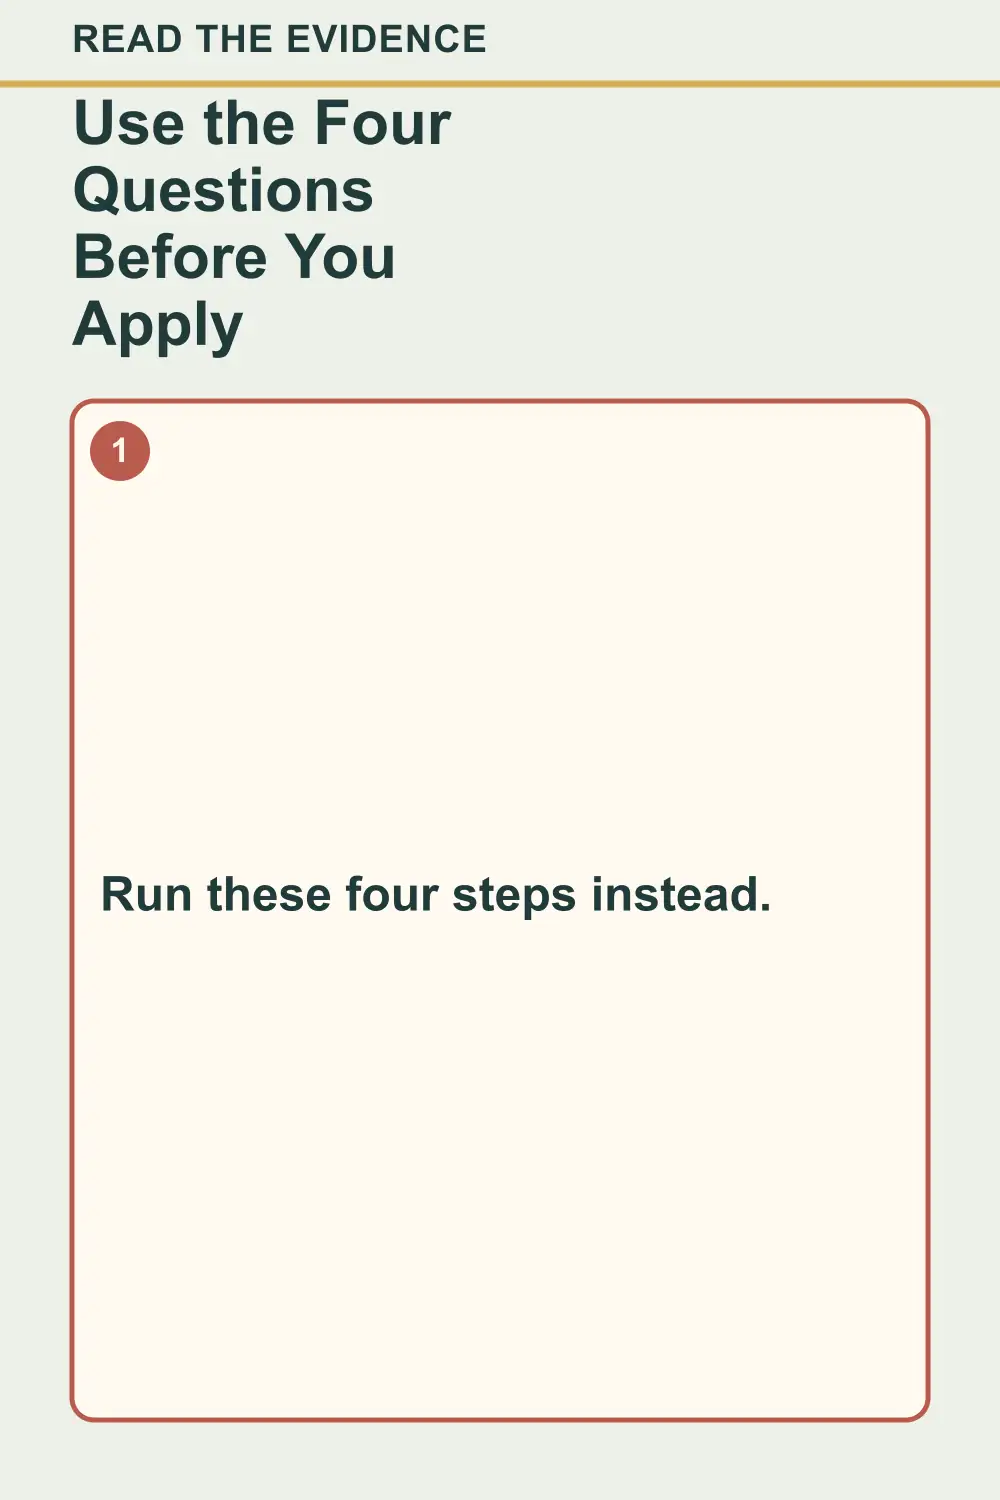 READ THE EVIDENCE
Use the Four
Questions
Before You
Apply
1
Run these four steps instead.